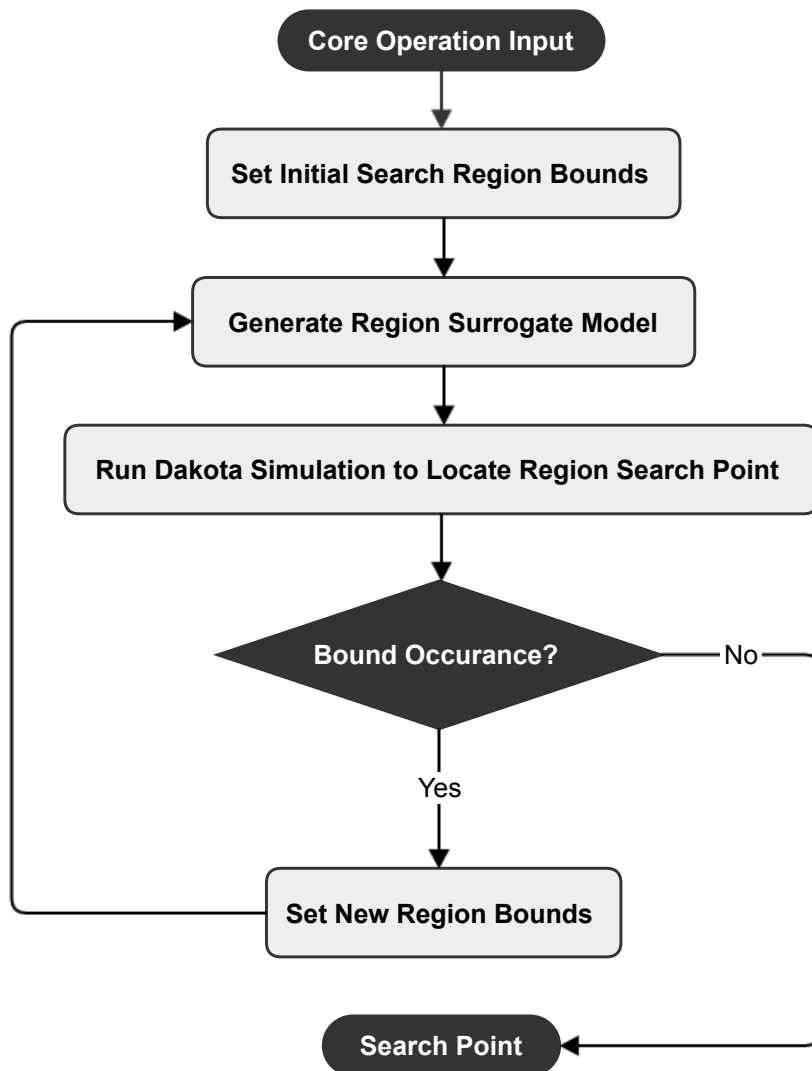 Core Operation Input
Set Initial Search Region Bounds
Generate Region Surrogate Model
Run Dakota Simulation to Locate Region Search Point
Bound Occurance?
No
Yes
Set New Region Bounds
Search Point